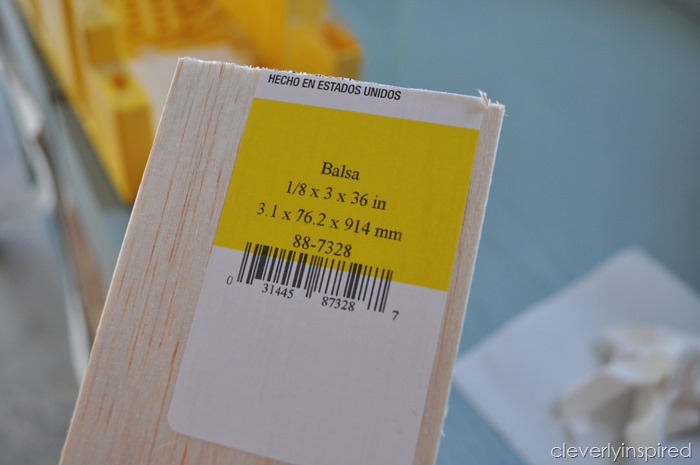 HECHO EN ESTADOS UNIDOS
Balsa
1/8 x 3 x 36 in
3.1 x 76.2 x 914 mm
88-7328
0 31445 87328 7
cleverlyinspired